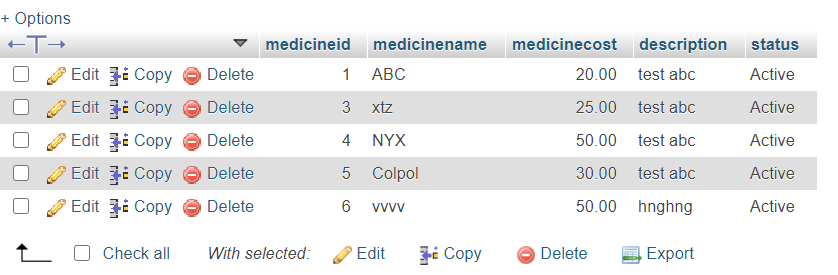 + Options
←T→ medicineid medicinename medicinecost description status
Edit Copy Delete 1 ABC 20.00 test abc Active
Edit Copy Delete 3 xtz 25.00 test abc Active
Edit Copy Delete 4 NYX 50.00 test abc Active
Edit Copy Delete 5 Colpol 30.00 test abc Active
Edit Copy Delete 6 vvvv 50.00 hnghng Active
Check all With selected: Edit Copy Delete Export